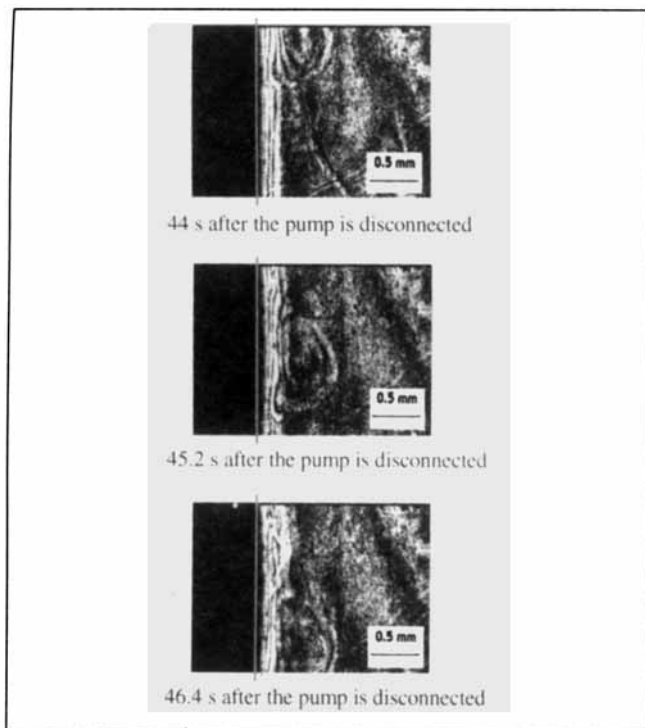 0.5 mm
44 s after the pump is disconnected
0.5 mm
45.2 s after the pump is disconnected
0.5 mm
46.4 s after the pump is disconnected